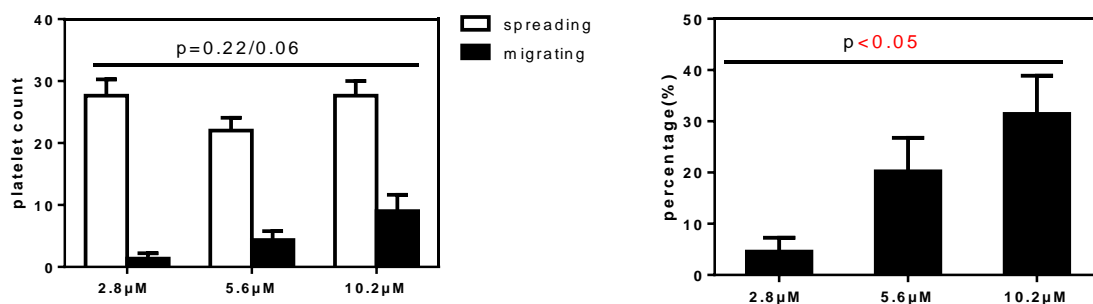 40
30
20
10
0
platelet count
p=0.22/0.06
2.8µM
5.6µM
10.2µM
spreading
migrating
50
40
30
20
10
0
percentage(%)
p<0.05
2.8µM
5.6µM
10.2µM